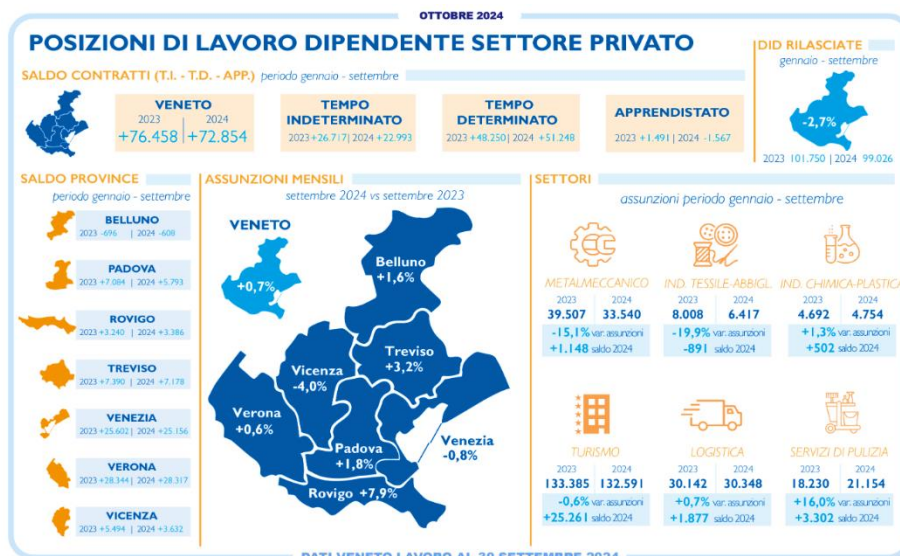 OTTOBRE 2024
POSIZIONI DI LAVORO DIPENDENTE SETTORE PRIVATO
SALDO CONTRATTI (T.I. - T.D. - APP.) periodo gennaio - settembre
VENETO
2023 2024
+76.458 | +72.854
TEMPO
INDETERMINATO
2023 +26.717 | 2024 +22.993
TEMPO
DETERMINATO
2023 +48.250 | 2024 +51.248
APPRENDISTATO
2023 +1.491 | 2024 -1.567
DID RILASCIATE
gennaio - settembre
-2,7%
2023 101.750 | 2024 99.026
SALDO PROVINCE
periodo gennaio - settembre
BELLUNO
2023 -696 | 2024 -608
PADOVA
2023 +7.084 | 2024 +5.793
ROVIGO
2023 +3.240 | 2024 +3.386
TREVISO
2023 +7.390 | 2024 +7.178
VENEZIA
2023 +25.602 | 2024 +25.156
VERONA
2023 +28.344 | 2024 +28.317
VICENZA
2023 +5.494 | 2024 +3.632
ASSUNZIONI MENSILI
settembre 2024 vs settembre 2023
VENETO
+0,7%
Belluno
+1,6%
Treviso
+3,2%
Vicenza
-4,0%
Verona
+0,6%
Padova
+1,8%
Venezia
-0,8%
Rovigo +7,9%
SETTORI
assunzioni periodo gennaio - settembre
METALMECCANICO
2023 2024
39.507 | 33.540
-15,1% var. assunzioni
+1.148 saldo 2024
IND. TESSILE-ABBIGL.
2023 2024
8.008 | 6.417
-19,9% var. assunzioni
-891 saldo 2024
IND. CHIMICA-PLASTICA
2023 2024
4.692 | 4.754
+1,3% var. assunzioni
+502 saldo 2024
TURISMO
2023 2024
133.385 | 132.591
-0,6% var. assunzioni
+25.261 saldo 2024
LOGISTICA
2023 2024
30.142 | 30.348
+0,7% var. assunzioni
+1.877 saldo 2024
SERVIZI DI PULIZIA
2023 2024
18.230 | 21.154
+16,0% var. assunzioni
+3.302 saldo 2024
DATI VENETO LAVORO AL 30 SETTEMBRE 2024